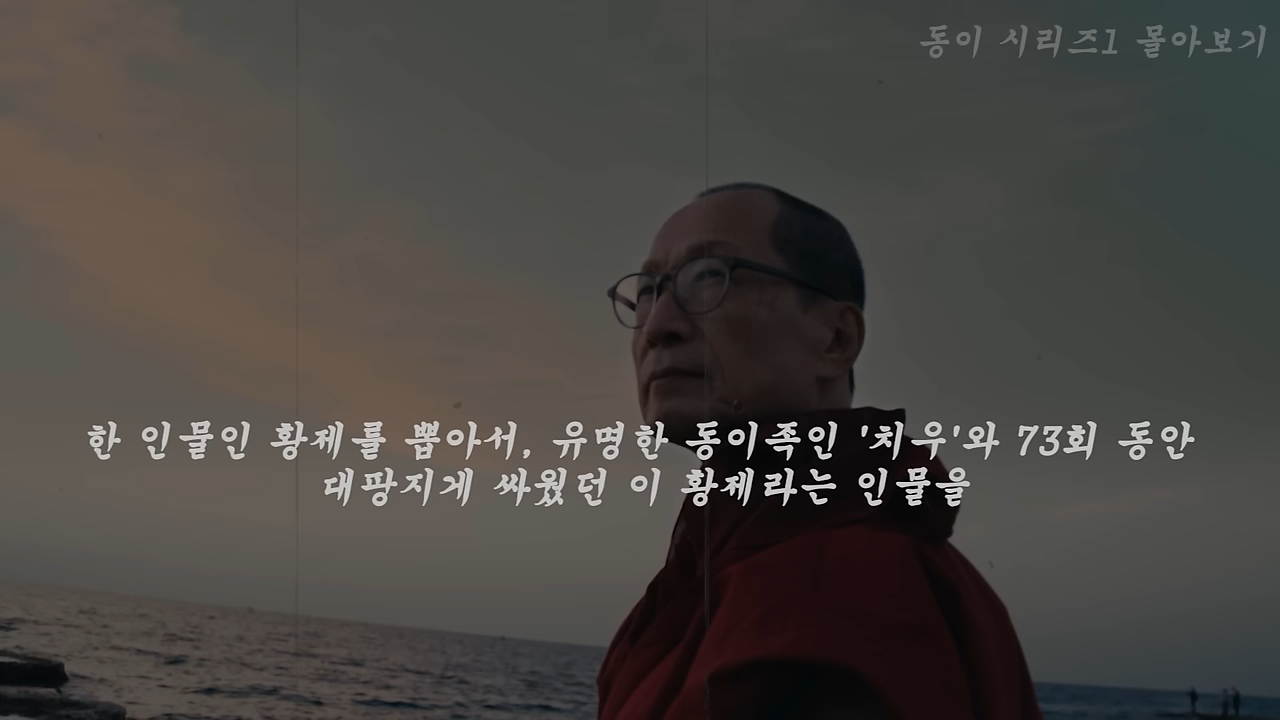 동이 시리즈1 몰아보기
한 인물인 황제를 뽑아서, 유명한 동이족인 '치우'와 73회 동안
대팡지게 싸웠던 이 황제라는 인물을